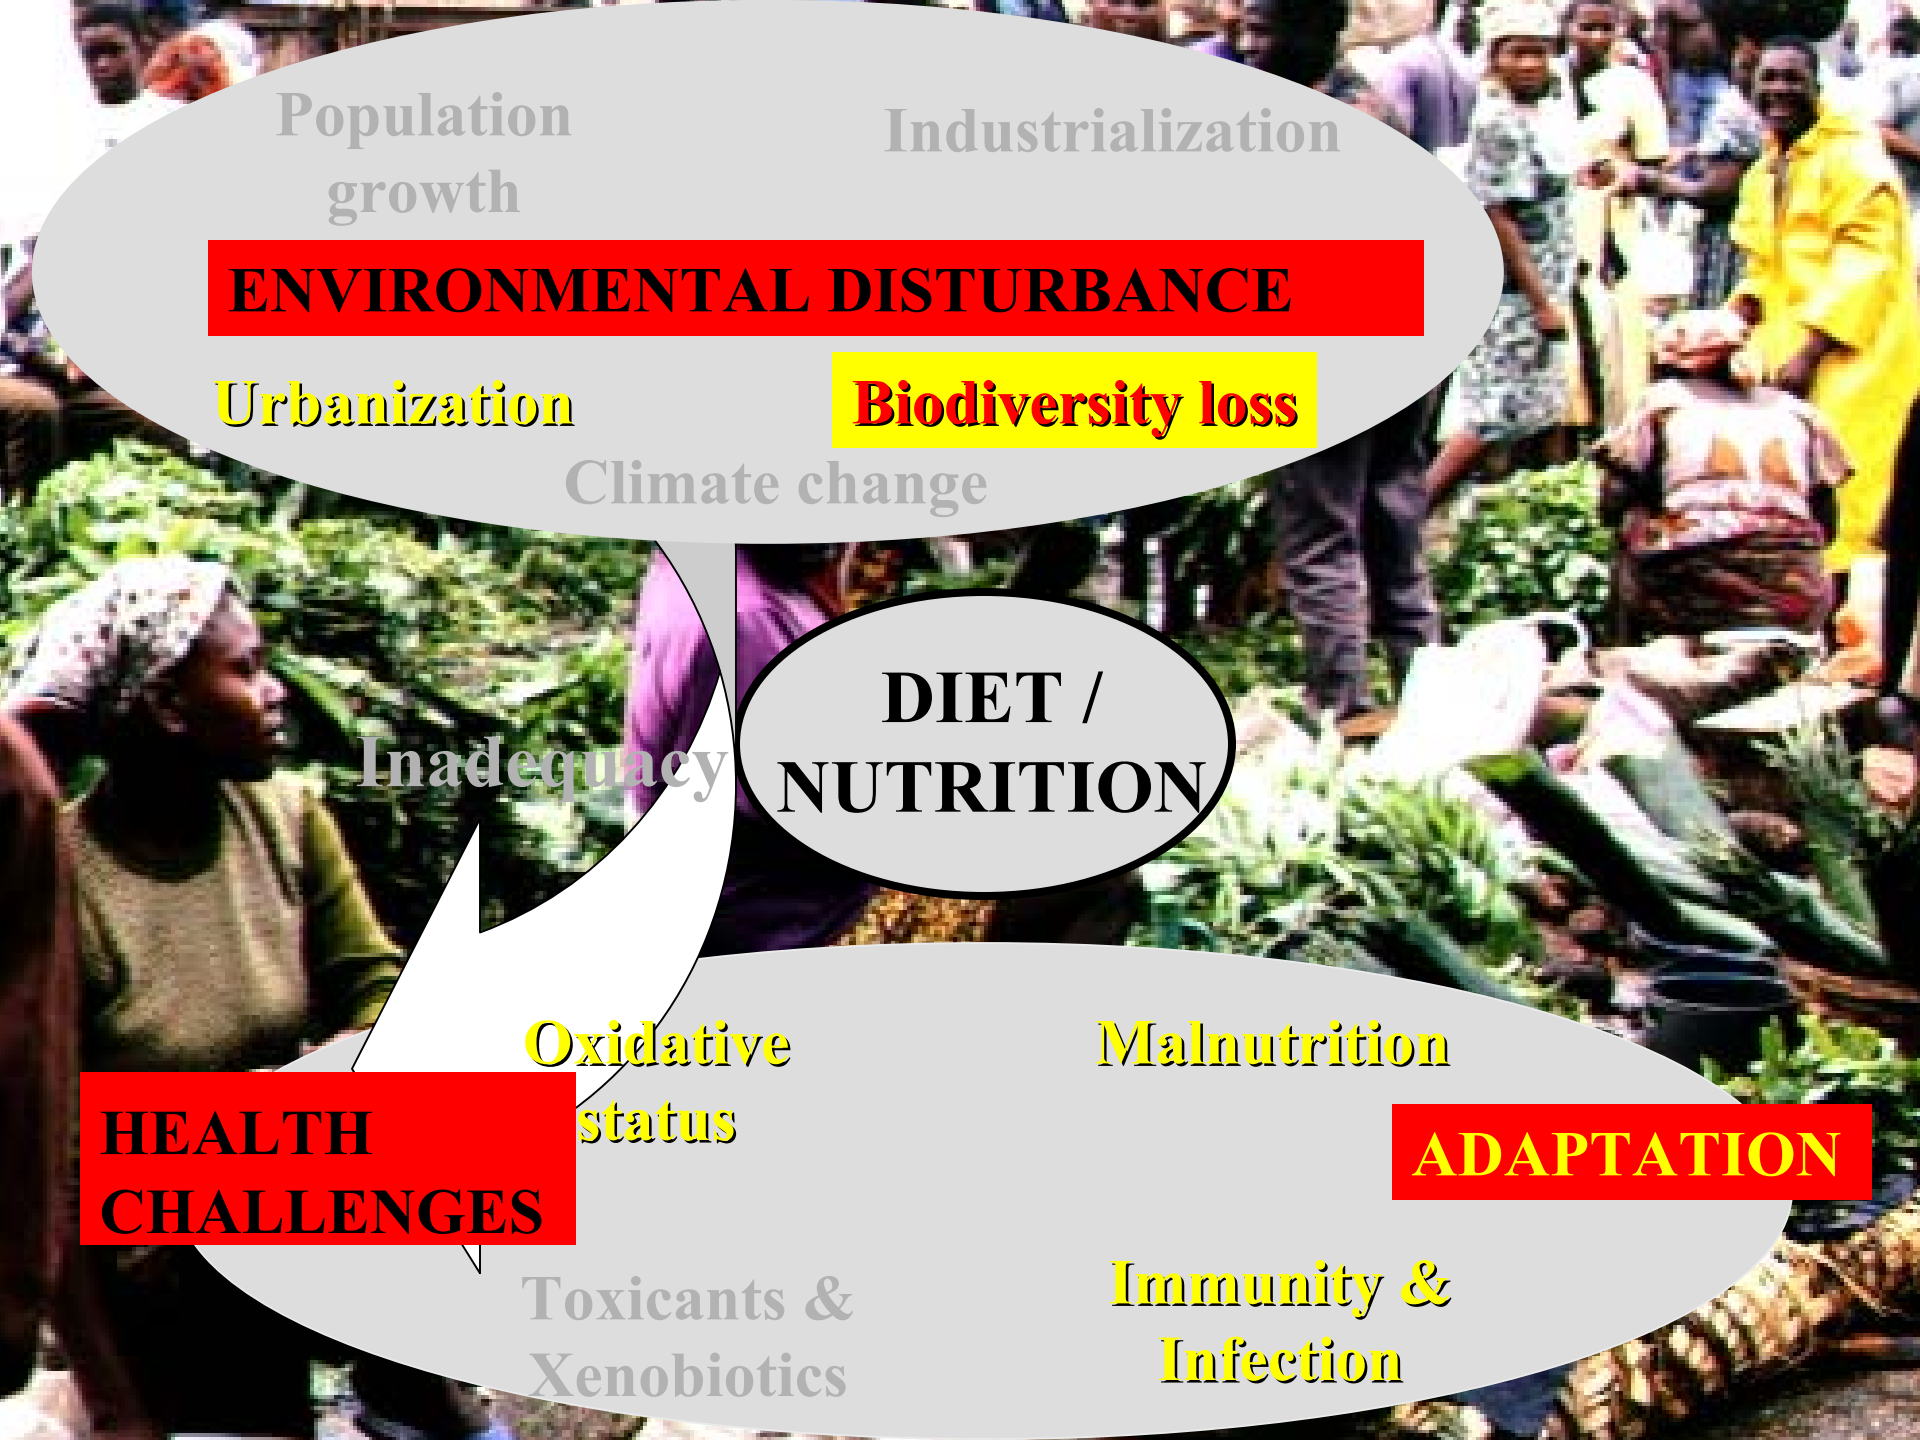 Population
growth
Industrialization
ENVIRONMENTAL DISTURBANCE
Urbanization
Biodiversity loss
Climate change
DIET /
NUTRITION
Inadequacy
Oxidative
status
Malnutrition
HEALTH
CHALLENGES
ADAPTATION
Toxicants &
Xenobiotics
Immunity &
Infection